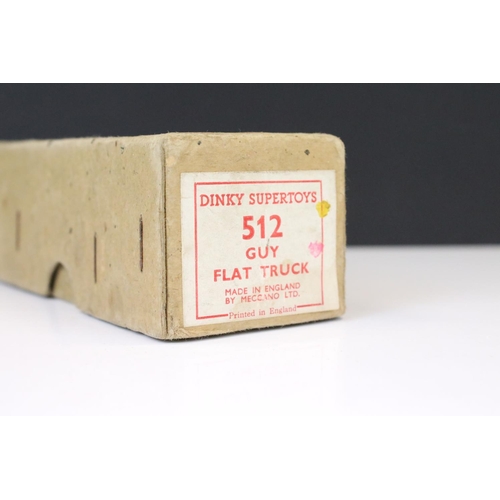 DINKY SUPERTOYS
512
GUY
FLAT TRUCK
MADE IN ENGLAND
BY MECCANO LTD.
Printed in England